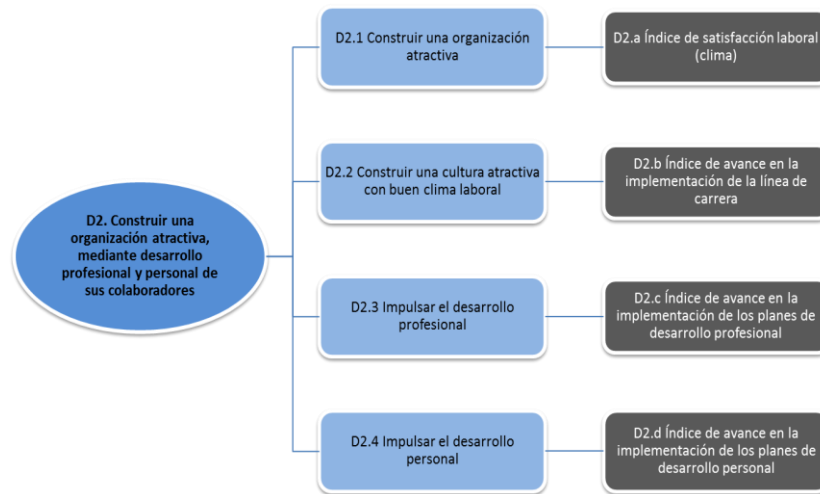 D2. Construir una
organización atractiva,
mediante desarrollo
profesional y personal de
sus colaboradores
D2.1 Construir una organización
atractiva
D2.a Índice de satisfacción laboral
(clima)
D2.2 Construir una cultura atractiva
con buen clima laboral
D2.b Índice de avance en la
implementación de la línea de
carrera
D2.3 Impulsar el desarrollo
profesional
D2.c Índice de avance en la
implementación de los planes de
desarrollo profesional
D2.4 Impulsar el desarrollo
personal
D2.d Índice de avance en la
implementación de los planes de
desarrollo personal